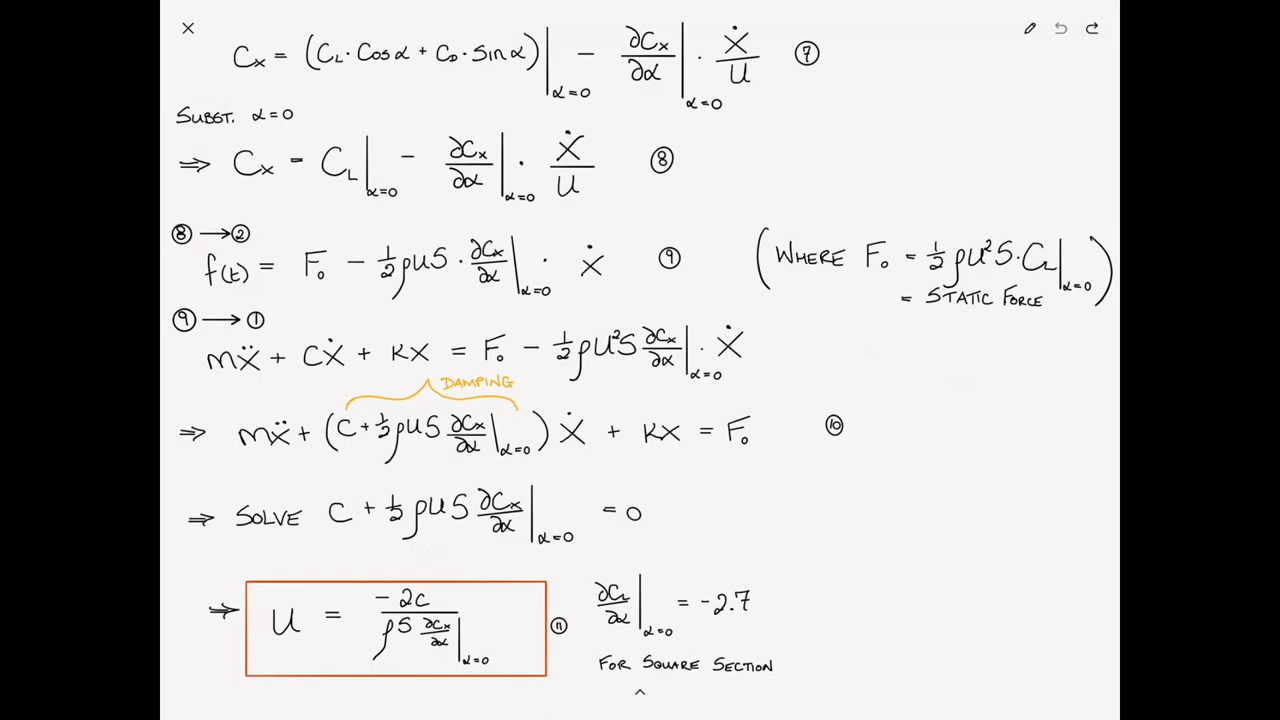 Cx = (CL · Cosα + CD · Sinα)|α=0 − ∂Cx/∂α|α=0 · Ẋ/U ⑦
SUBST. α=0
⇒ Cx = CL|α=0 − ∂Cx/∂α|α=0 · Ẋ/U ⑧
⑧ → ②
f(t) = F₀ − ½ρUS · ∂Cx/∂α|α=0 · Ẋ ⑨ (WHERE F₀ = ½ρU²S·CL|α=0)
= STATIC FORCE
⑨ → ①
mẌ + CẊ + KX = F₀ − ½ρU²S ∂Cx/∂α|α=0 · Ẋ
DAMPING
⇒ mẌ + (C + ½ρUS ∂Cx/∂α|α=0) Ẋ + KX = F₀ ⑩
⇒ SOLVE C + ½ρUS ∂Cx/∂α|α=0 = 0
⇒ U = −2C / ρS ∂Cx/∂α|α=0 ⑪ ∂CL/∂α|α=0 = −2.7
FOR SQUARE SECTION